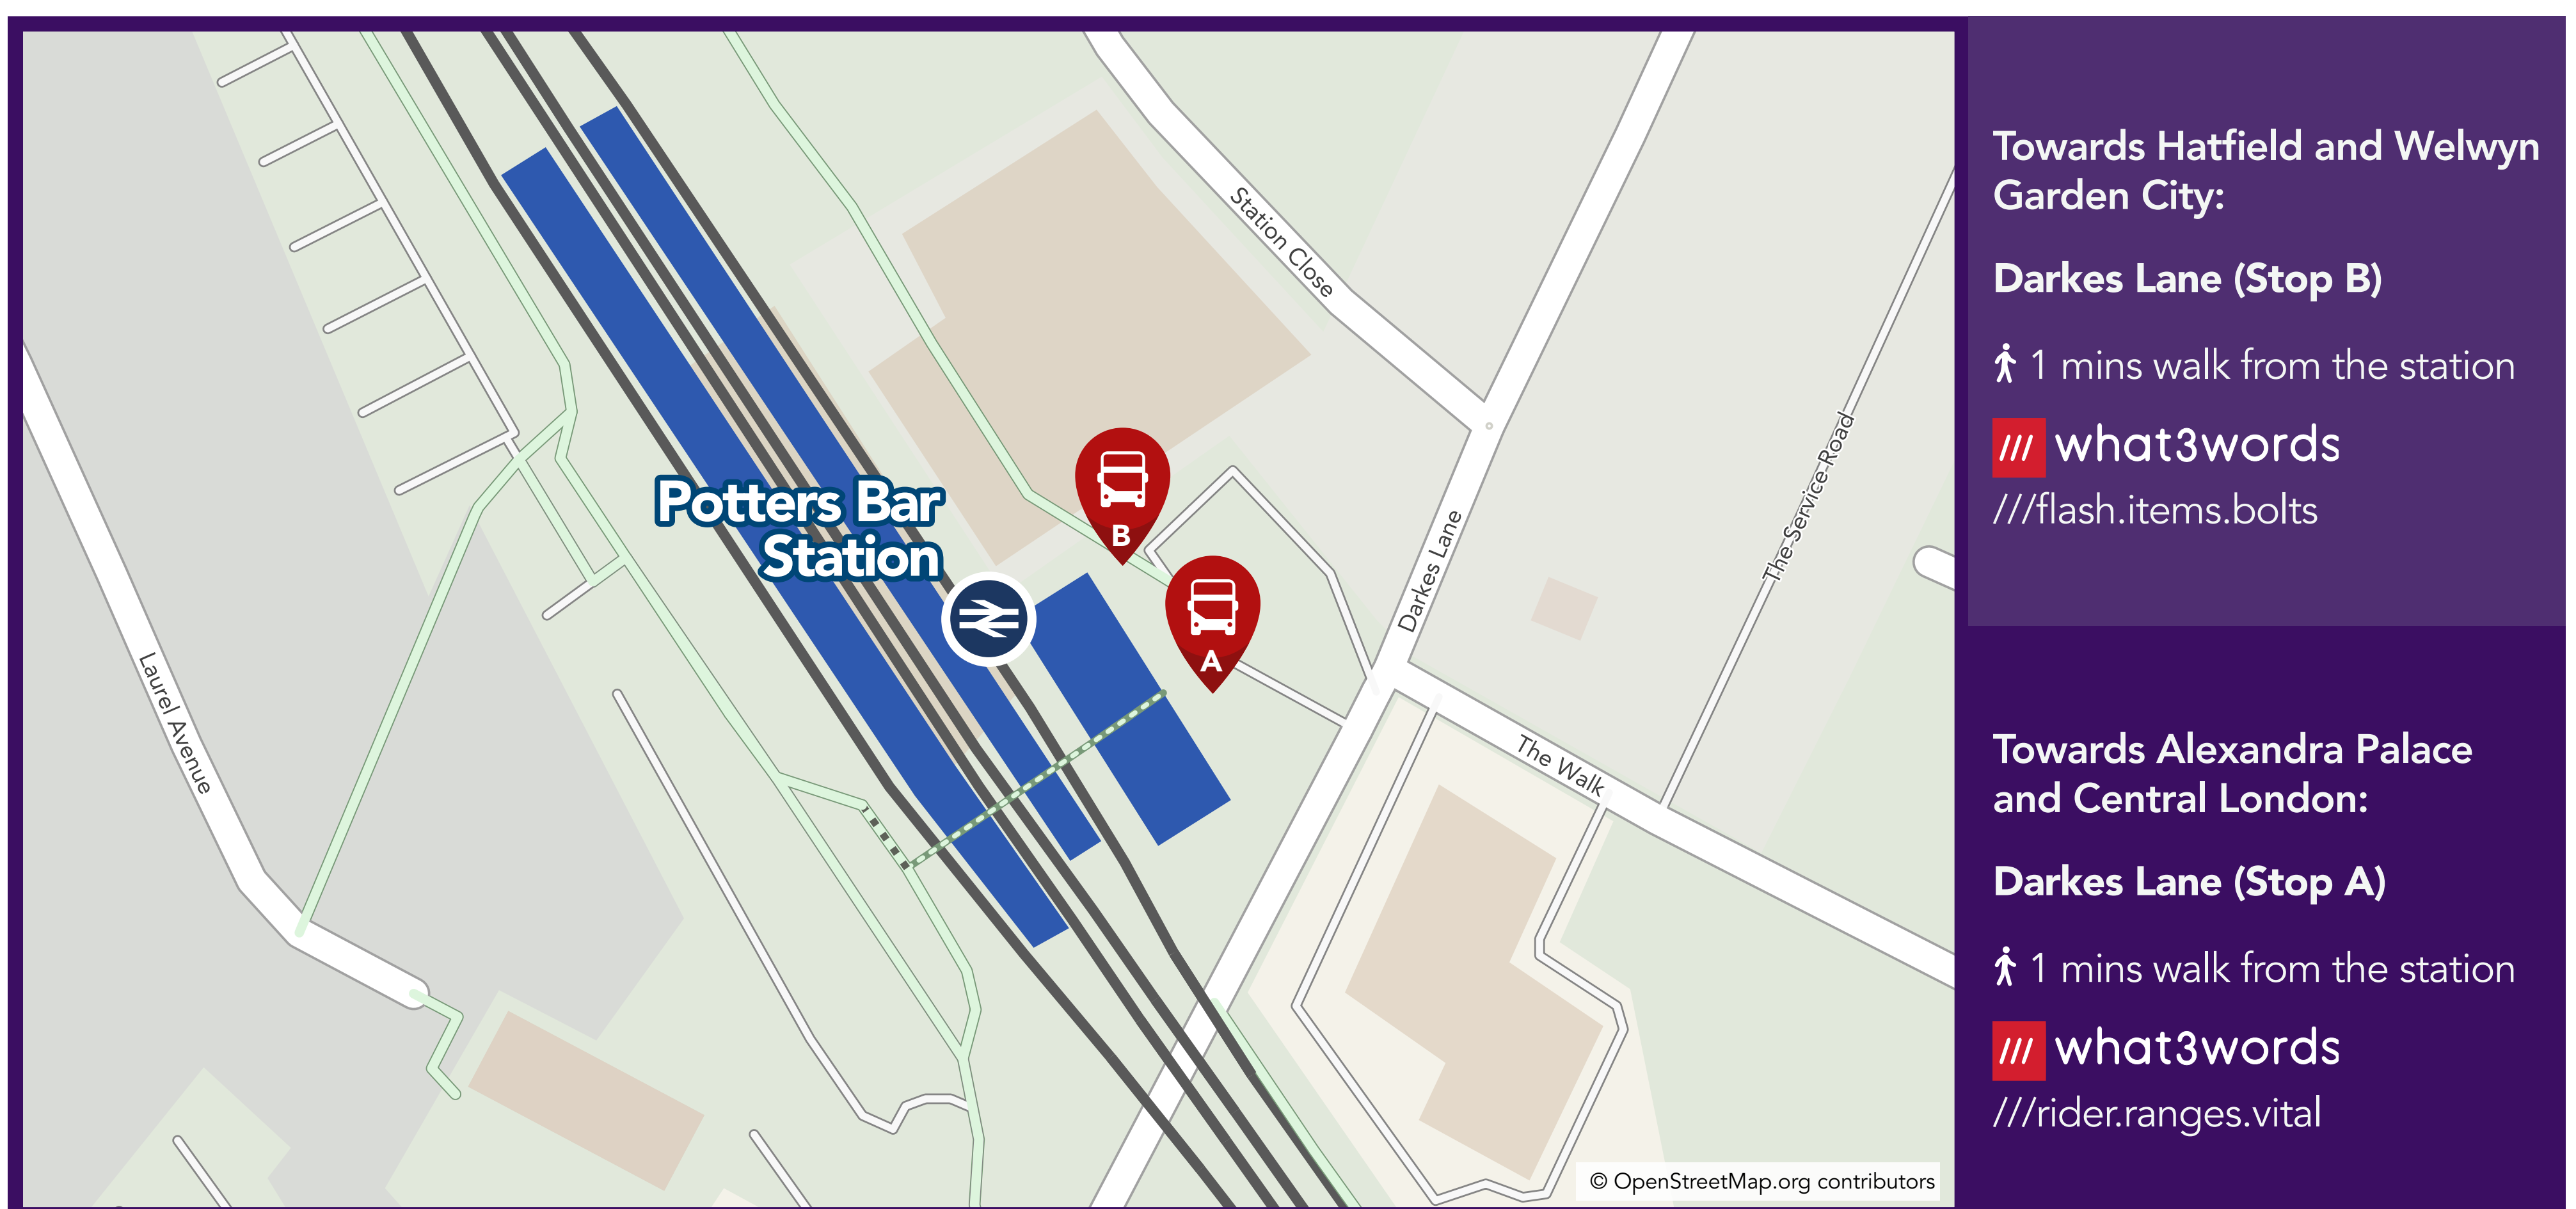 Station Close
Potters Bar
Station
B
A
Darkes Lane
The Service Road
Laurel Avenue
The Walk
© OpenStreetMap.org contributors
Towards Hatfield and Welwyn
Garden City:
Darkes Lane (Stop B)
1 mins walk from the station
/// what3words
///flash.items.bolts
Towards Alexandra Palace
and Central London:
Darkes Lane (Stop A)
1 mins walk from the station
/// what3words
///rider.ranges.vital